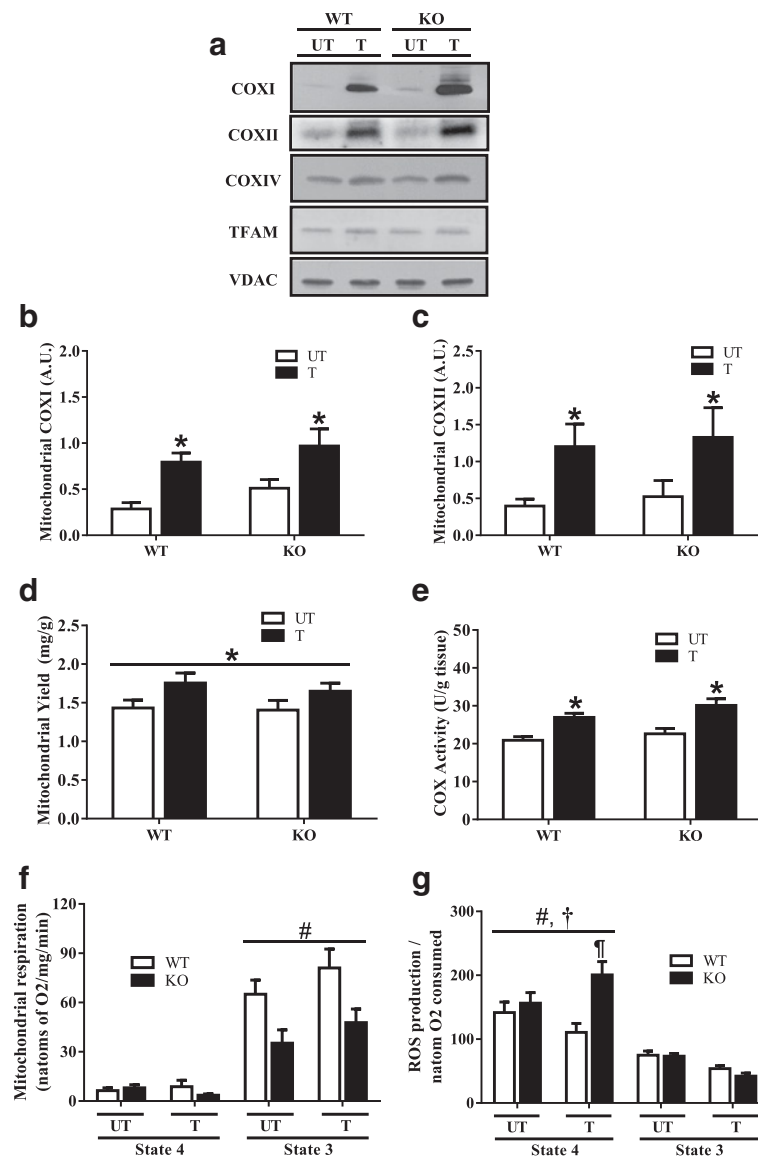 a
WT KO
UT T UT T
COXI
COXII
COXIV
TFAM
VDAC
b
Mitochondrial COXI (A.U.)
2.0
1.5
1.0
0.5
0.0
UT
T
*
*
WT KO
c
Mitochondrial COXII (A.U.)
2.5
2.0
1.5
1.0
0.5
0.0
UT
T
*
*
WT KO
d
Mitochondrial Yield (mg/g)
2.5
2.0
1.5
1.0
0.5
0.0
UT
T
*
WT KO
e
COX Activity (U/g tissue)
50
40
30
20
10
0
UT
T
*
*
WT KO
f
Mitochondrial respiration
(natoms of O2/mg/min)
120
90
60
30
0
WT
KO
#
UT T UT T
State 4 State 3
g
ROS production /
natom O2 consumed
300
200
100
0
#, †
¶
WT
KO
UT T UT T
State 4 State 3